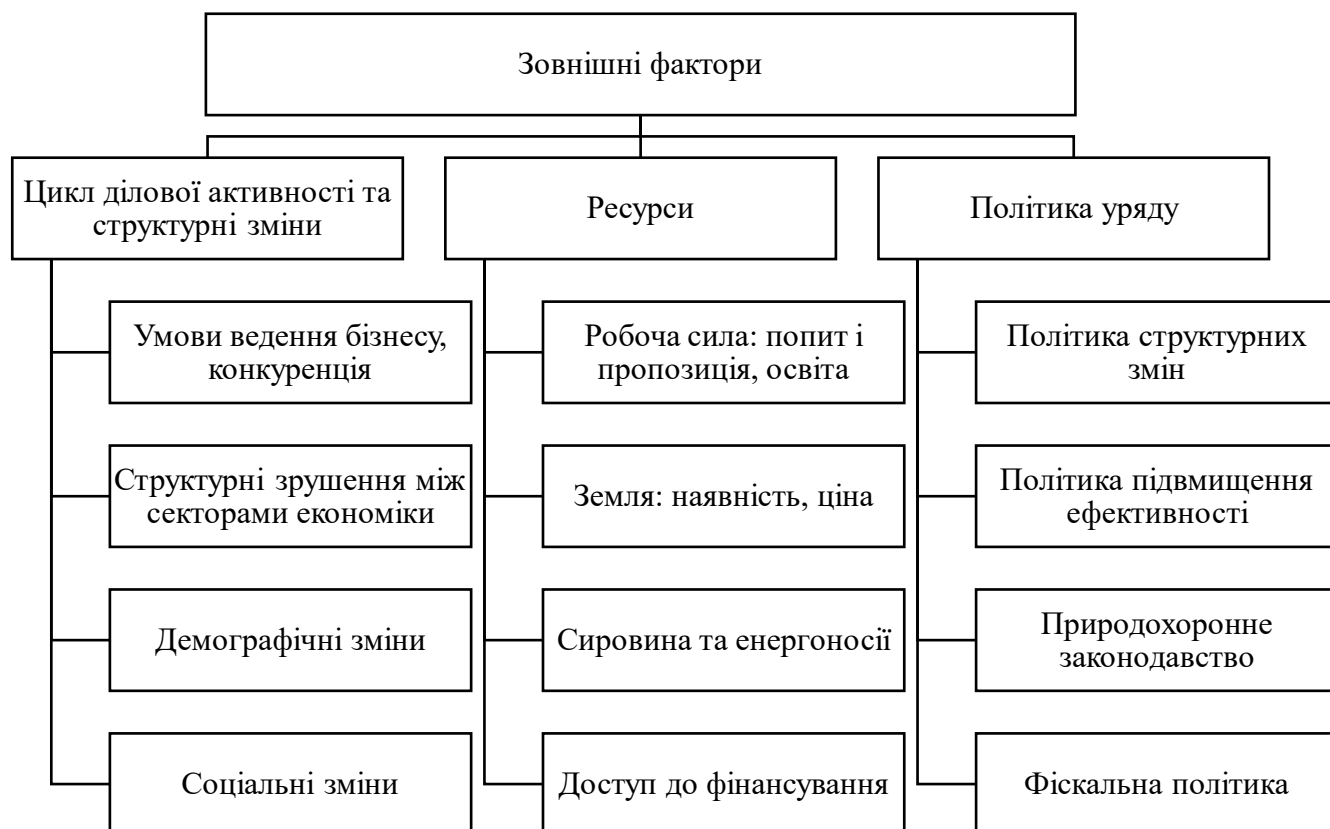 Зовнішні фактори
Цикл ділової активності та
структурні зміни
Умови ведення бізнесу,
конкуренція
Структурні зрушення між
секторами економіки
Демографічні зміни
Соціальні зміни
Ресурси
Робоча сила: попит і
пропозиція, освіта
Земля: наявність, ціна
Сировина та енергоносії
Доступ до фінансування
Політика уряду
Політика структурних
змін
Політика підвмищення
ефективності
Природохоронне
законодавство
Фіскальна політика